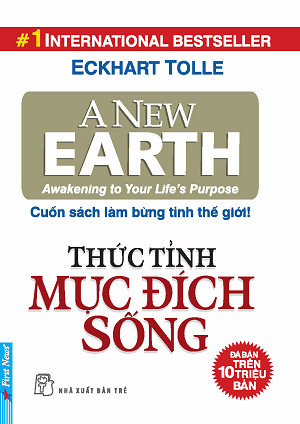 #1 INTERNATIONAL BESTSELLER
ECKHART TOLLE
A NEW
EARTH
Awakening to Your Life's Purpose
Cuốn sách làm bừng tỉnh thế giới!
THỨC TỈNH
MỤC ĐÍCH
SỐNG
ĐÃ BÁN
TRÊN
10 TRIỆU
BẢN
First News
NHÀ XUẤT BẢN TRẺ